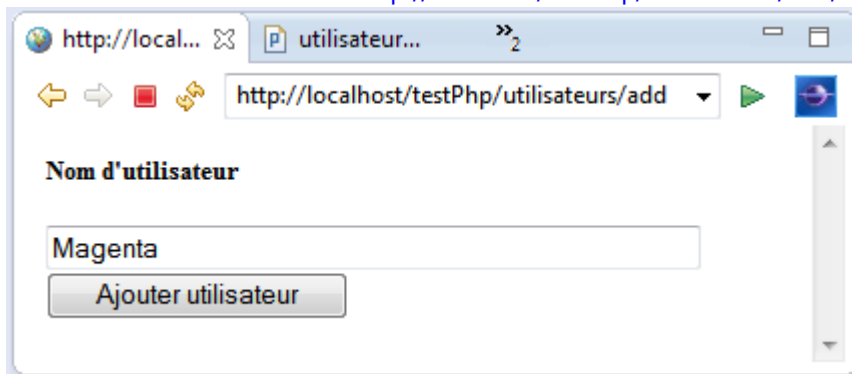 http://local... utilisateur... »2
http://localhost/testPhp/utilisateurs/add
Nom d'utilisateur
Magenta
Ajouter utilisateur